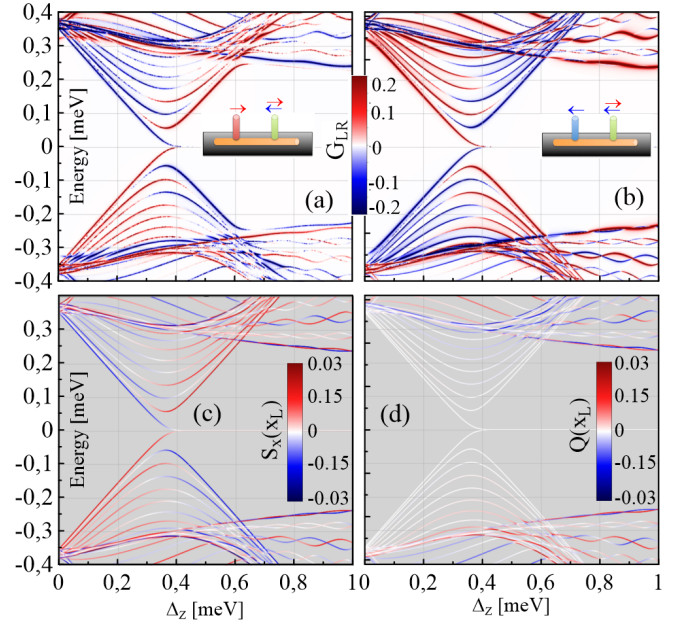 0,4
0,3
0,2
0,1
0
-0,1
-0,2
-0,3
-0,4
Energy [meV]
(a)
G_LR
0.2
0.1
0
-0.1
-0.2
(b)
0,3
0,2
0,1
0
-0,1
-0,2
-0,3
-0,4
Energy [meV]
(c)
S_x(x_L)
0.03
0.15
0
-0.15
-0.03
(d)
Q(x_L)
0.03
0.15
0
-0.15
-0.03
0 0,2 0,4 0,6 0,8 1
0 0,2 0,4 0,6 0,8 1
Δ_Z [meV]
Δ_Z [meV]